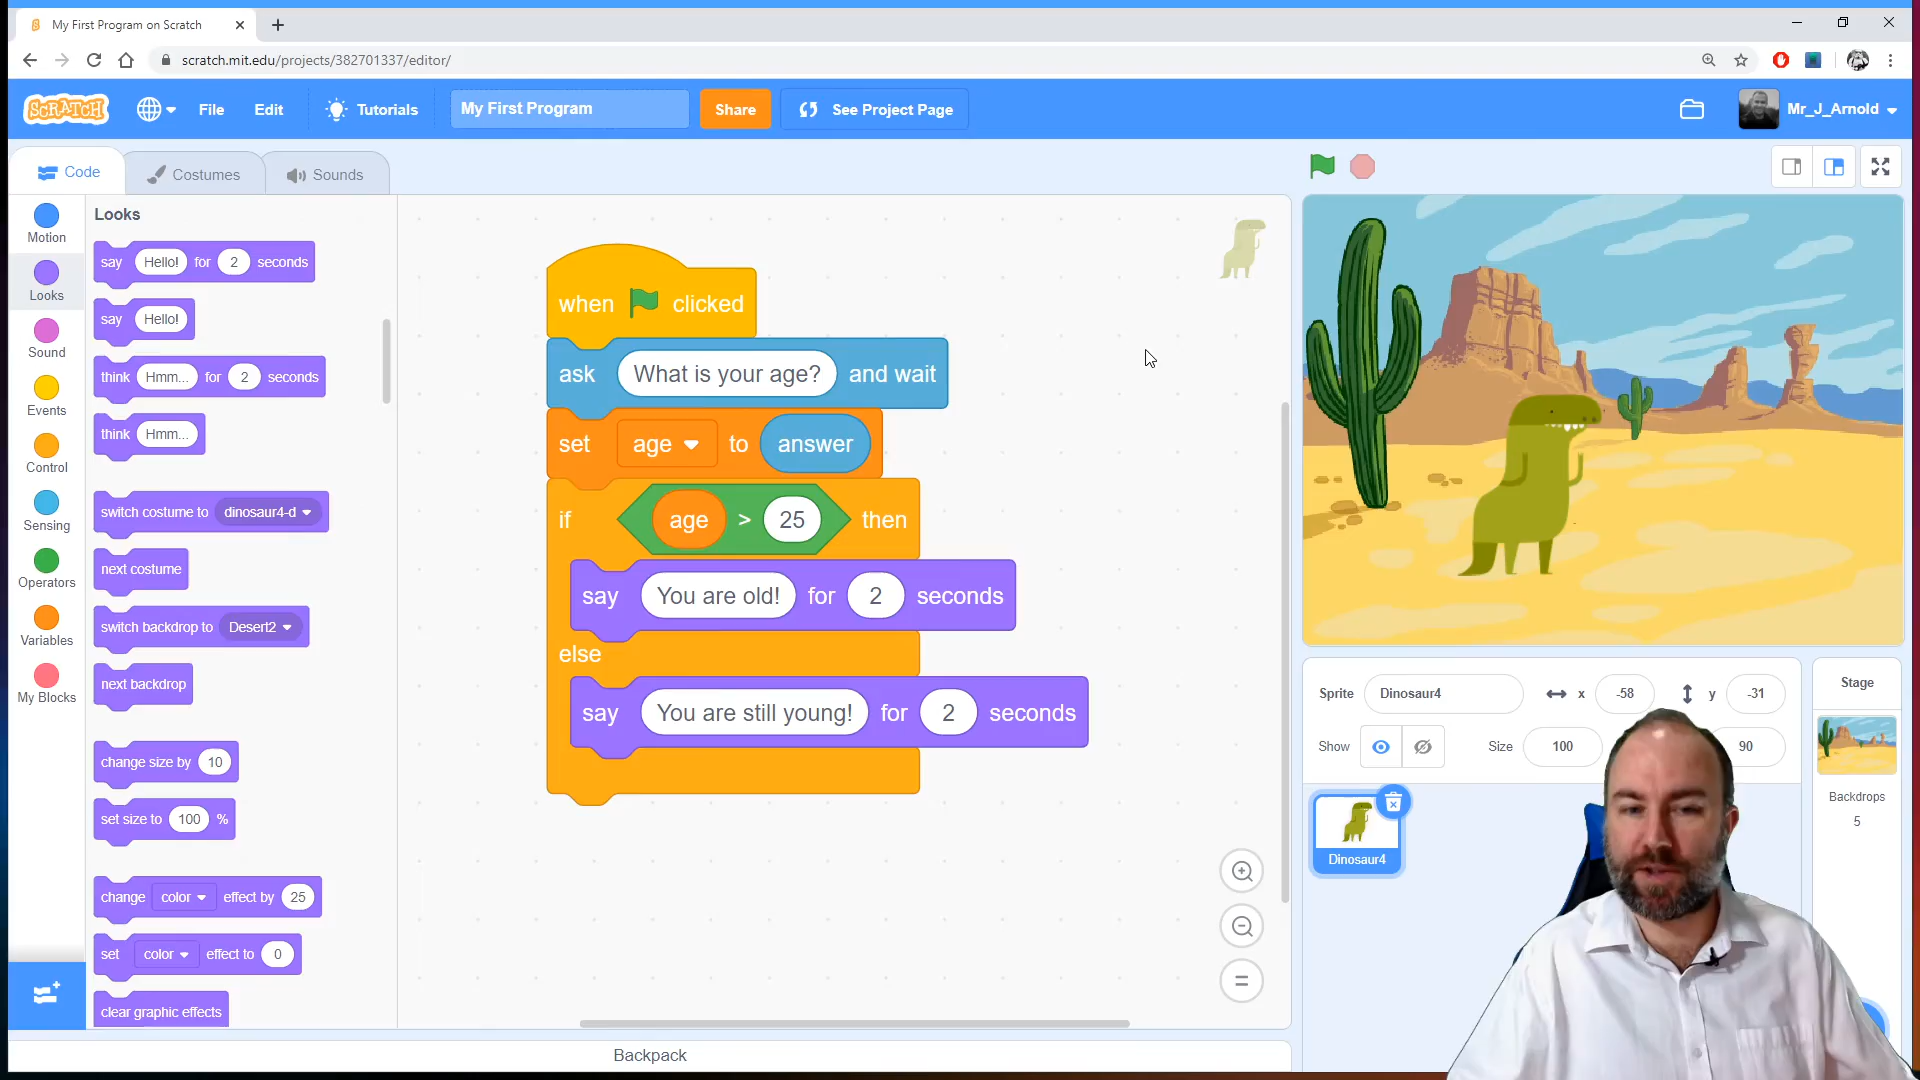 My First Program on Scratch
scratch.mit.edu/projects/382701337/editor/
SCRATCH
File
Edit
Tutorials
My First Program
Share
See Project Page
Mr_J_Arnold
Code
Costumes
Sounds
Motion
Looks
Sound
Events
Control
Sensing
Operators
Variables
My Blocks
Looks
say Hello! for 2 seconds
say Hello!
think Hmm... for 2 seconds
think Hmm...
switch costume to dinosaur4-d
next costume
switch backdrop to Desert2
next backdrop
change size by 10
set size to 100 %
change color effect by 25
set color effect to 0
clear graphic effects
when clicked
ask What is your age? and wait
set age to answer
if age > 25 then
say You are old! for 2 seconds
else
say You are still young! for 2 seconds
Backpack
Sprite Dinosaur4 x -58 y -31
Show Size 100 90
Dinosaur4
Stage
Backdrops
5